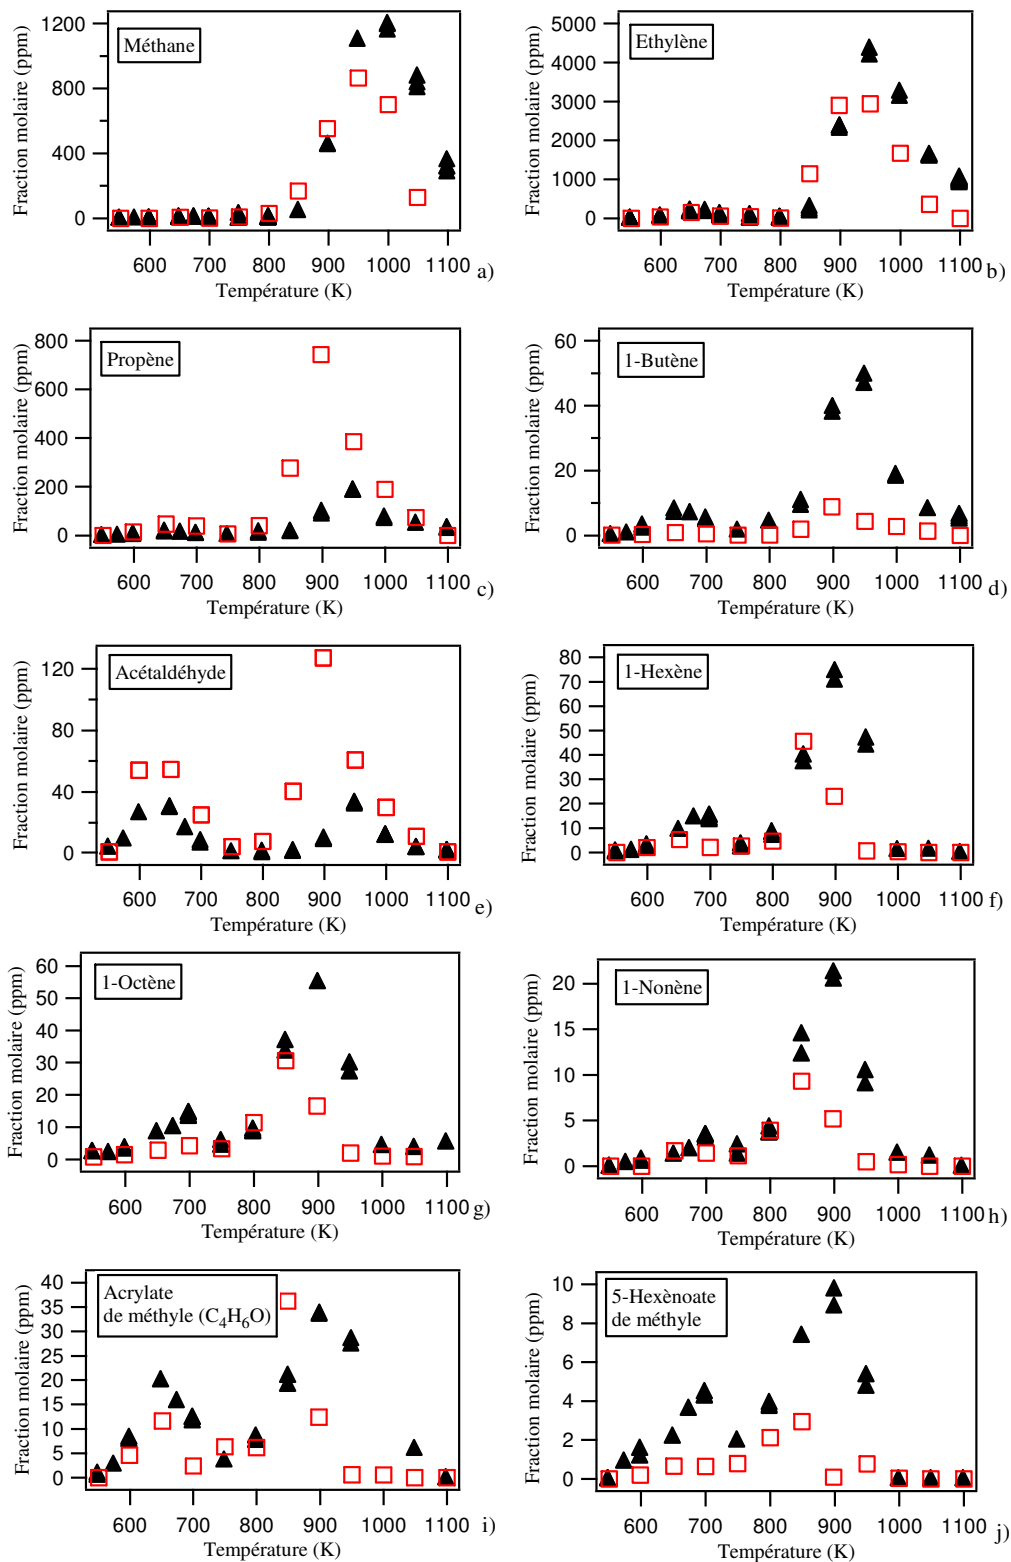 Fraction molaire (ppm)
Méthane
1200
800
400
0
600 700 800 900 1000 1100
Température (K)
a)
Fraction molaire (ppm)
Ethylène
5000
4000
3000
2000
1000
0
600 700 800 900 1000 1100
Température (K)
b)
Fraction molaire (ppm)
Propène
800
600
400
200
0
600 700 800 900 1000 1100
Température (K)
c)
Fraction molaire (ppm)
1-Butène
60
40
20
0
600 700 800 900 1000 1100
Température (K)
d)
Fraction molaire (ppm)
Acétaldéhyde
120
80
40
0
600 700 800 900 1000 1100
Température (K)
e)
Fraction molaire (ppm)
1-Hexène
80
70
60
50
40
30
20
10
0
600 700 800 900 1000 1100
Température (K)
f)
Fraction molaire (ppm)
1-Octène
60
50
40
30
20
10
0
600 700 800 900 1000 1100
Température (K)
g)
Fraction molaire (ppm)
1-Nonène
20
15
10
5
0
600 700 800 900 1000 1100
Température (K)
h)
Fraction molaire (ppm)
Acrylate
de méthyle (C₄H₆O)
40
35
30
25
20
15
10
5
0
600 700 800 900 1000 1100
Température (K)
i)
Fraction molaire (ppm)
5-Hexènoate
de méthyle
10
8
6
4
2
0
600 700 800 900 1000 1100
Température (K)
j)